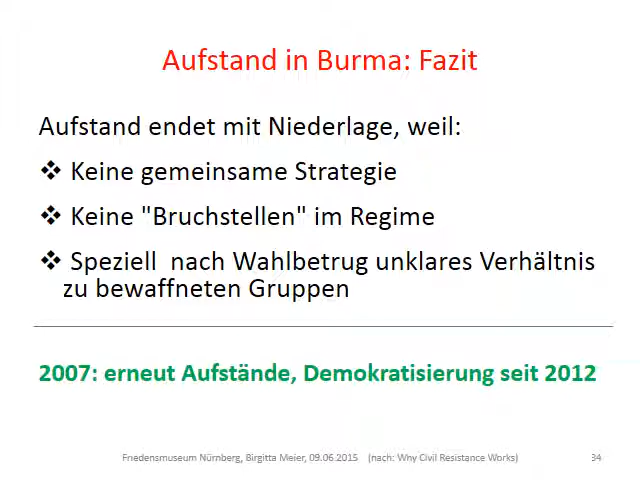 Aufstand in Burma: Fazit
Aufstand endet mit Niederlage, weil:
❖ Keine gemeinsame Strategie
❖ Keine "Bruchstellen" im Regime
❖ Speziell nach Wahlbetrug unklares Verhältnis
zu bewaffneten Gruppen
2007: erneut Aufstände, Demokratisierung seit 2012
Friedensmuseum Nürnberg, Birgitta Meier, 09.06.2015 (nach: Why Civil Resistance Works) 34